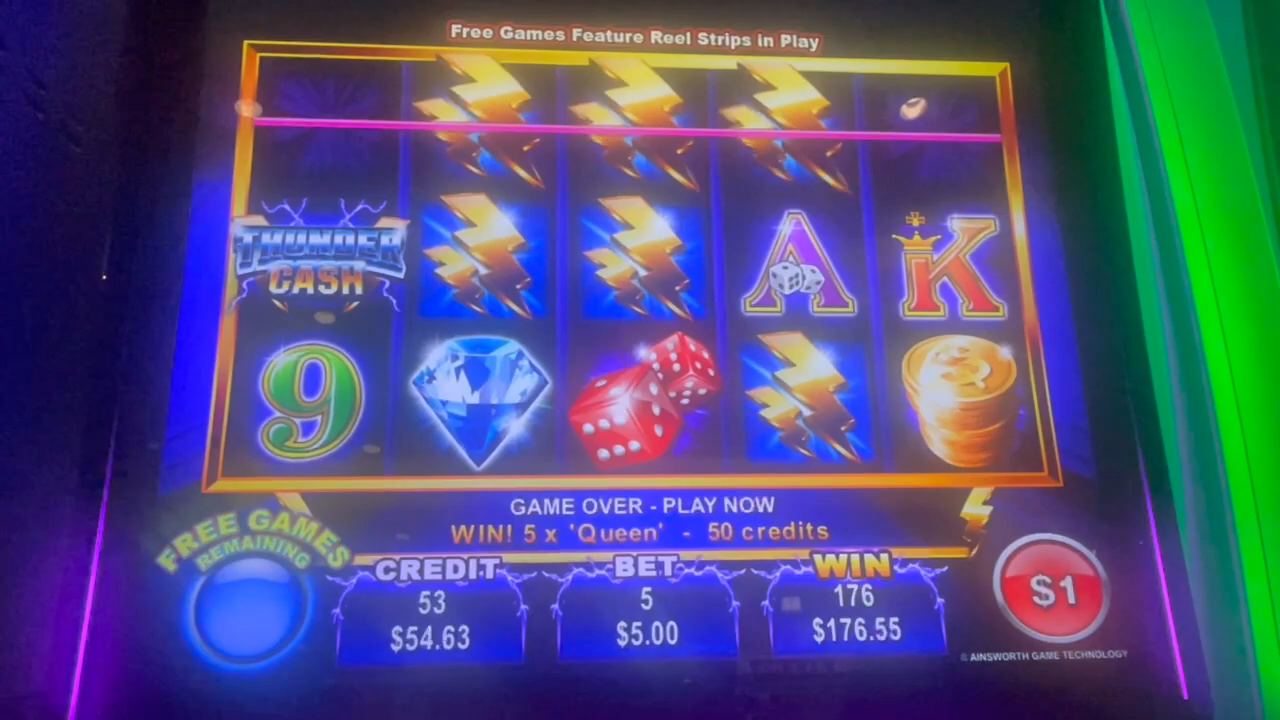 Free Games Feature Reel Strips in Play
THUNDER
CASH
A
K
9
GAME OVER - PLAY NOW
WIN! 5 x 'Queen' - 50 credits
FREE GAMES
REMAINING
CREDIT
53
$54.63
BET
5
$5.00
WIN
176
$176.55
$1
© AINSWORTH GAME TECHNOLOGY